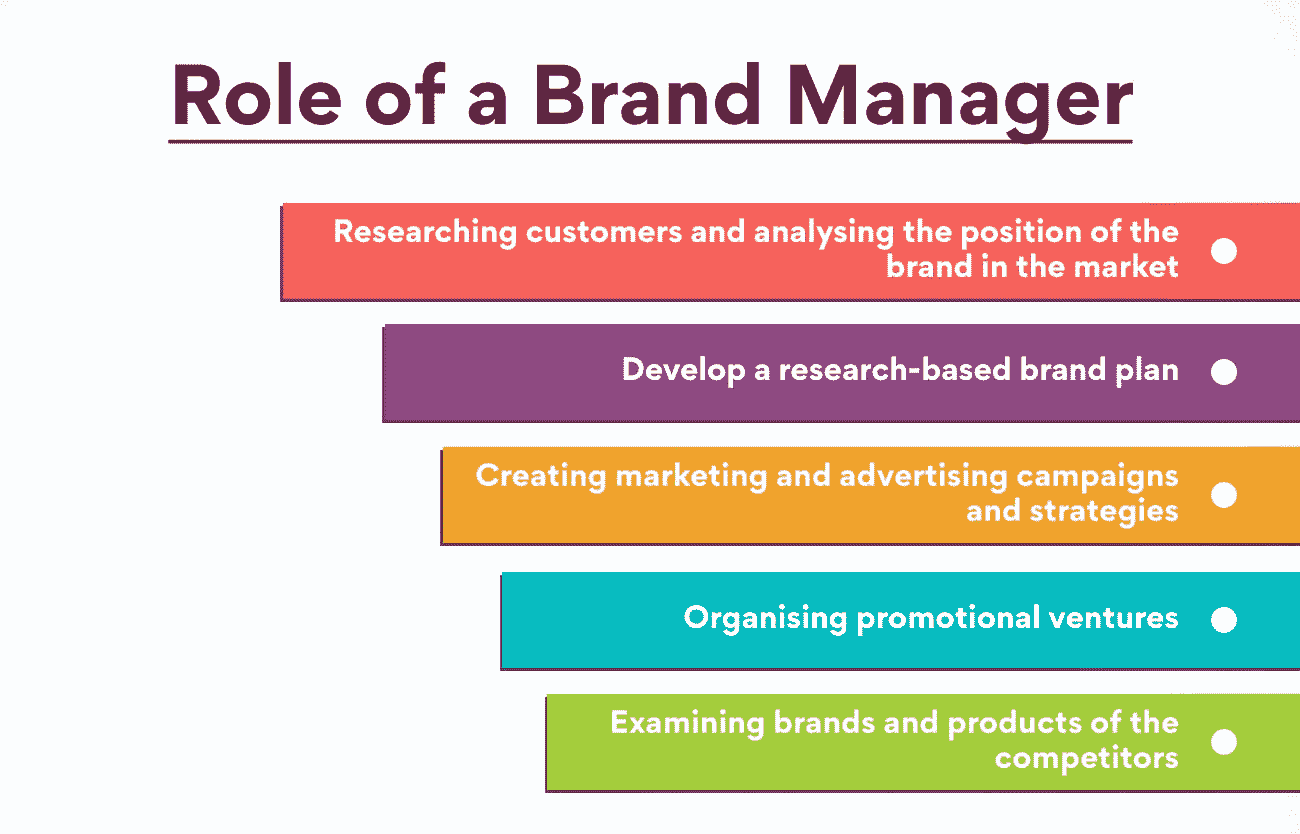 Role of a Brand Manager
Researching customers and analysing the position of the
brand in the market
Develop a research-based brand plan
Creating marketing and advertising campaigns
and strategies
Organising promotional ventures
Examining brands and products of the
competitors